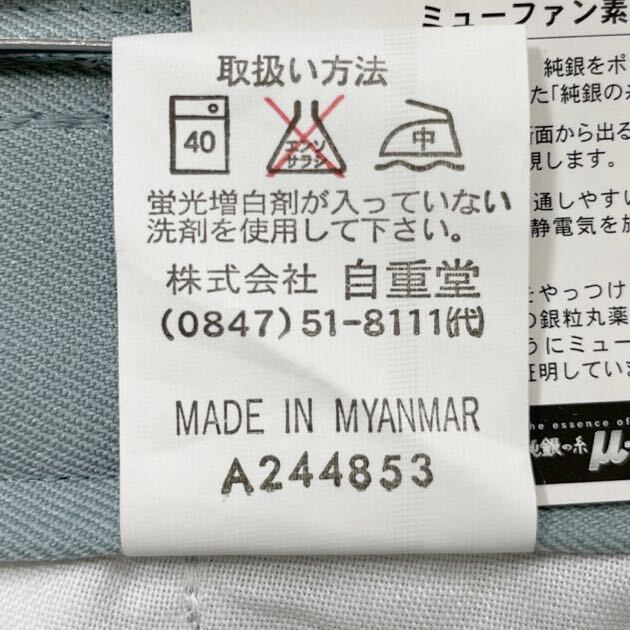 ミューファン素
純銀をポ
た「純銀の糸
面から出る
視します。
通しやすい
静電気を放
をやっつけ
の銀粒丸薬
うにミュー
証明してい
the essence of
純銀の糸
取扱い方法
40
エンソ
サラシ
中
蛍光増白剤が入っていない
洗剤を使用して下さい。
株式会社 自重堂
(0847)51-8111(代)
MADE IN MYANMAR
A244853